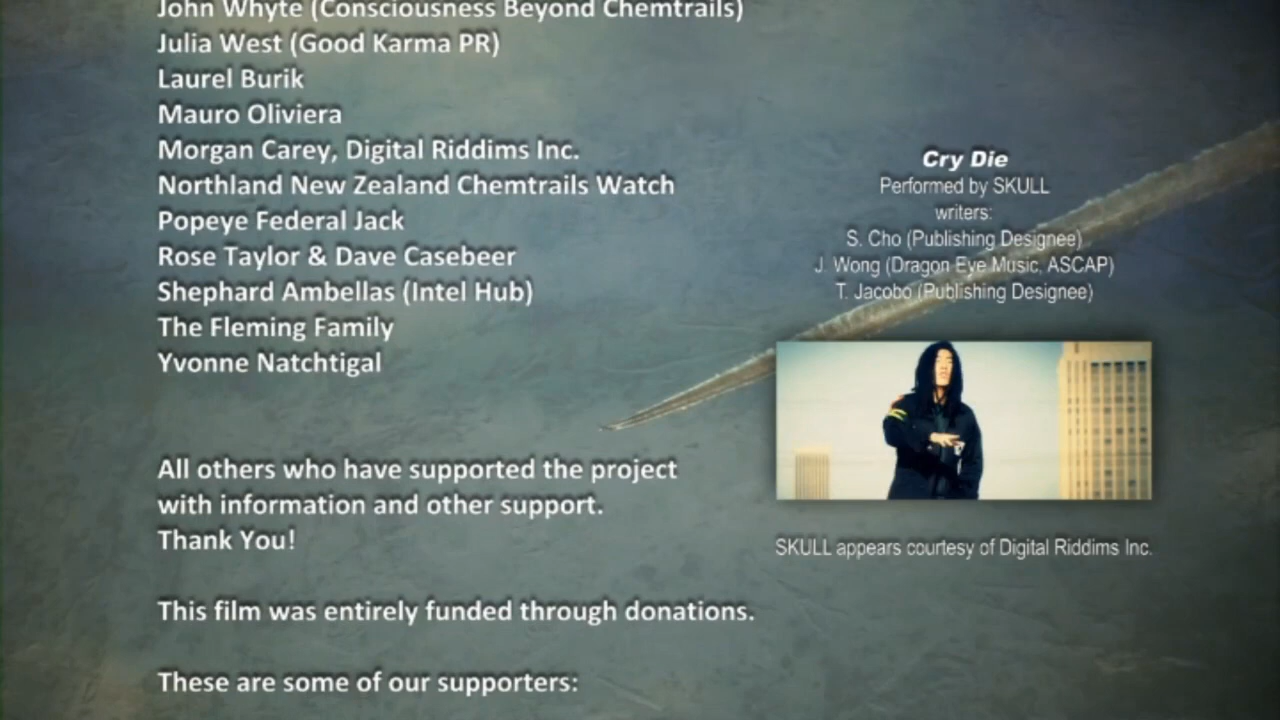 John Whyte (Consciousness Beyond Chemtrails)
Julia West (Good Karma PR)
Laurel Burik
Mauro Oliviera
Morgan Carey, Digital Riddims Inc.
Northland New Zealand Chemtrails Watch
Popeye Federal Jack
Rose Taylor & Dave Casebeer
Shephard Ambellas (Intel Hub)
The Fleming Family
Yvonne Natchtigal
All others who have supported the project
with information and other support.
Thank You!
This film was entirely funded through donations.
These are some of our supporters:
Cry Die
Performed by SKULL
writers:
S. Cho (Publishing Designee)
J. Wong (Dragon Eye Music, ASCAP)
T. Jacobo (Publishing Designee)
SKULL appears courtesy of Digital Riddims Inc.